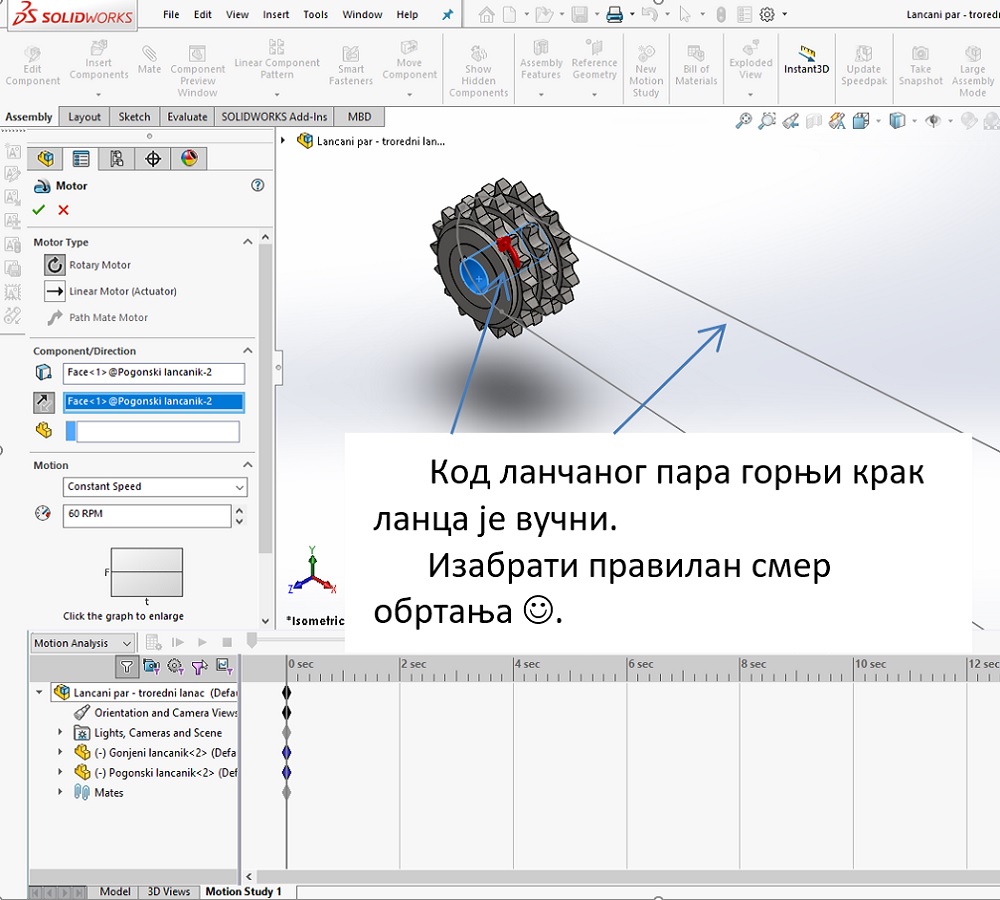 SOLIDWORKS
File Edit View Insert Tools Window Help
Lancani par - troredni
Edit Component
Insert Components
Mate
Component Preview Window
Linear Component Pattern
Smart Fasteners
Move Component
Show Hidden Components
Assembly Features
Reference Geometry
New Motion Study
Bill of Materials
Exploded View
Instant3D
Update Speedpak
Take Snapshot
Large Assembly Mode
Assembly Layout Sketch Evaluate SOLIDWORKS Add-Ins MBD
Lancani par - troredni lan...
Motor
Motor Type
Rotary Motor
Linear Motor (Actuator)
Path Mate Motor
Component/Direction
Face<1>@Pogonski lancanik-2
Face<1>@Pogonski lancanik-2
Motion
Constant Speed
60 RPM
F
t
Click the graph to enlarge
Y
Z X
*Isometric
Код ланчаног пара горњи крак
ланца је вучни.
Изабрати правилан смер
обртања ☺.
Motion Analysis
0 sec 2 sec 4 sec 6 sec 8 sec 10 sec 12 sec
Lancani par - troredni lanac (Defau
Orientation and Camera Views
Lights, Cameras and Scene
(-) Gonjeni lancanik<2> (Defa
(-) Pogonski lancanik<2> (Def
Mates
Model 3D Views Motion Study 1